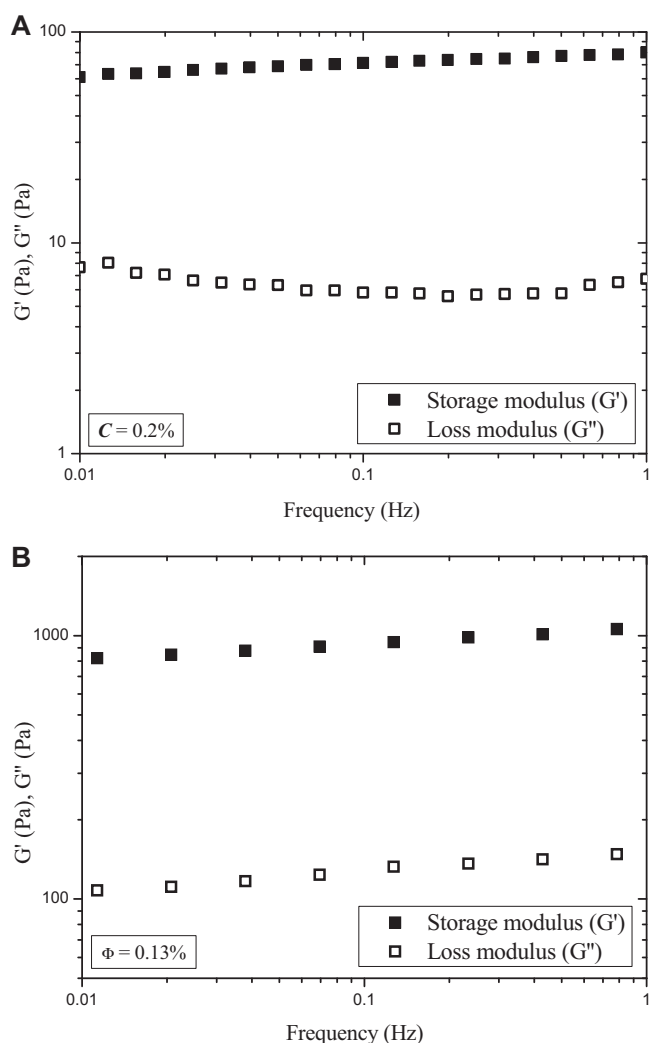 A
100
10
1
G' (Pa), G" (Pa)
Storage modulus (G')
Loss modulus (G")
C = 0.2%
0.01
0.1
1
Frequency (Hz)
B
1000
100
G' (Pa), G" (Pa)
Storage modulus (G')
Loss modulus (G")
Φ = 0.13%
0.01
0.1
1
Frequency (Hz)